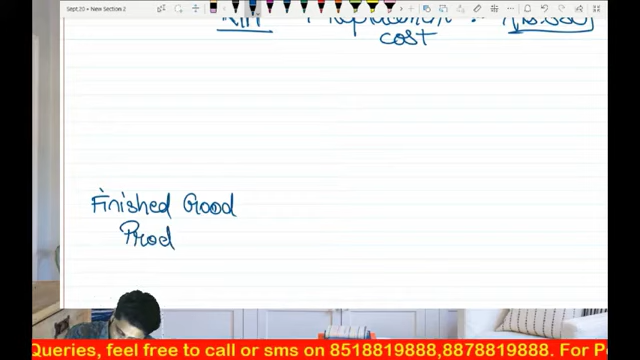 Sept.20
New Section 2
RM
cost
Finished Good
Prod
Queries, feel free to call or sms on 8518819888,8878819888. For P